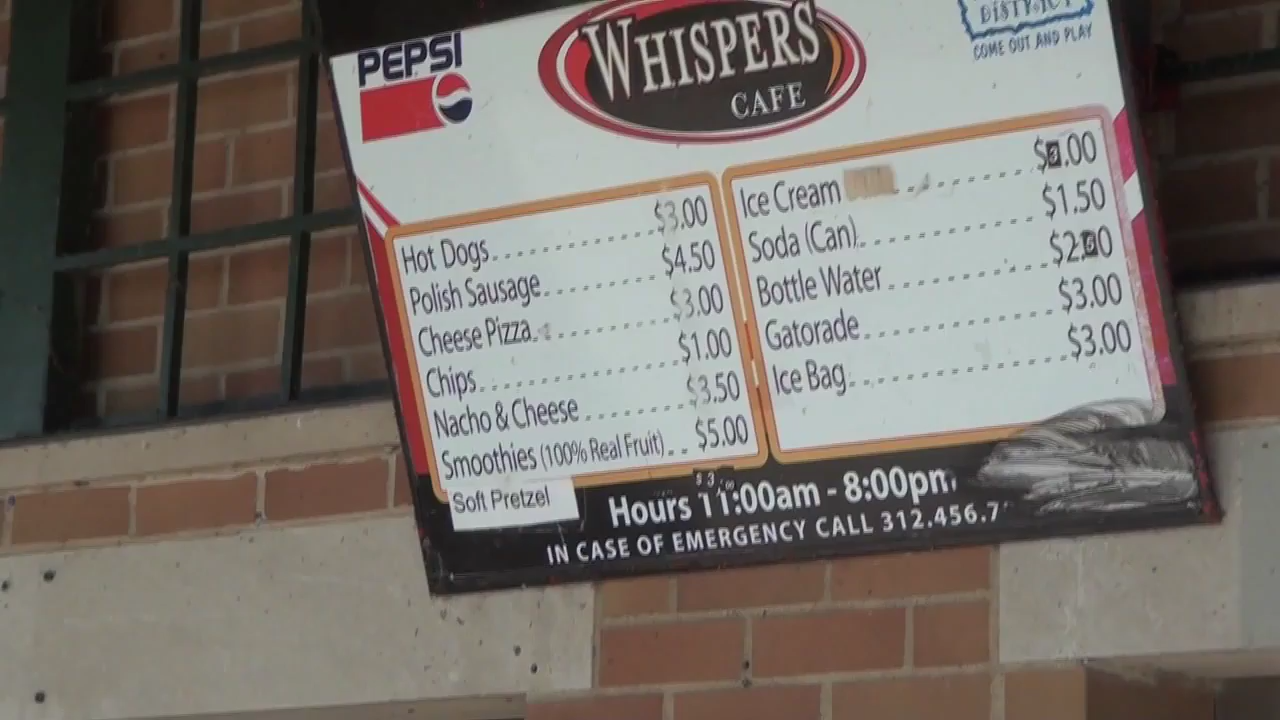 PEPSI
WHISPERS
CAFE
DISTRICT
COME OUT AND PLAY
Hot Dogs $3.00
Polish Sausage $4.50
Cheese Pizza $3.00
Chips $1.00
Nacho & Cheese $3.50
Smoothies (100% Real Fruit) $5.00
Soft Pretzel $3.00
Ice Cream $3.00
Soda (Can) $1.50
Bottle Water $2.00
Gatorade $3.00
Ice Bag $3.00
Hours 11:00am - 8:00pm
IN CASE OF EMERGENCY CALL 312.456.7